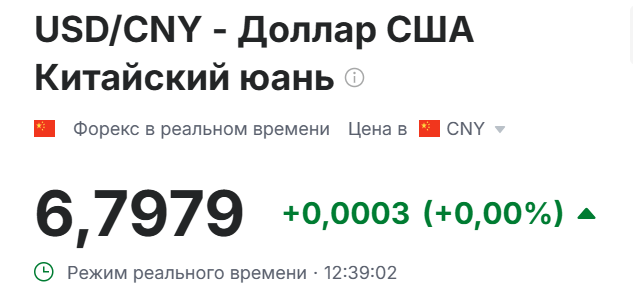 USD/CNY - Доллар США
Китайский юань
Форекс в реальном времени Цена в CNY
6,7979 +0,0003 (+0,00%)
Режим реального времени · 12:39:02